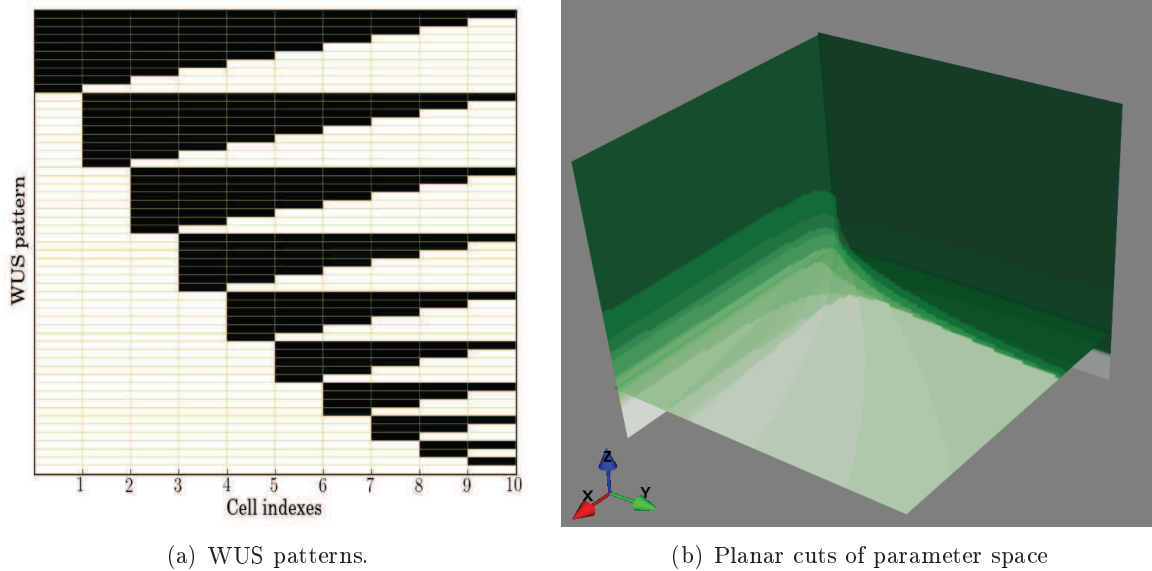 WUS pattern
1 2 3 4 5 6 7 8 9 10
Cell indexes
(a) WUS patterns.
Z
X
Y
(b) Planar cuts of parameter space